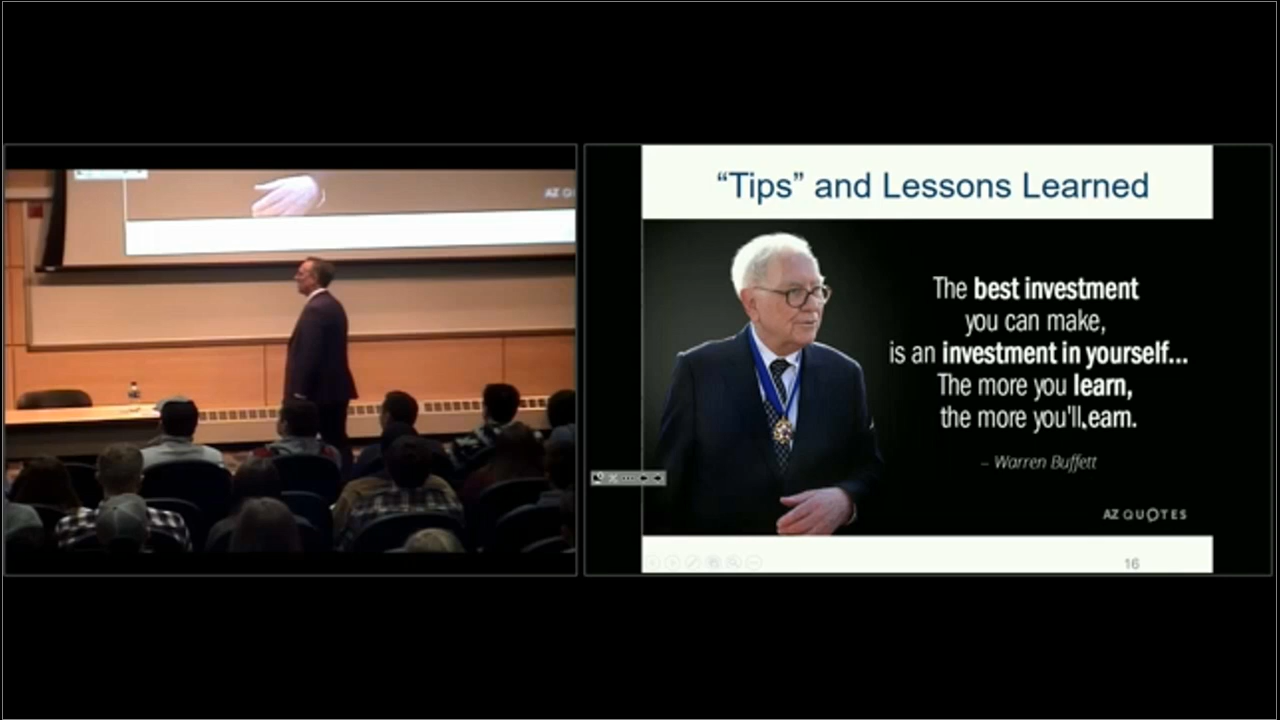 “Tips” and Lessons Learned
The best investment
you can make,
is an investment in yourself...
The more you learn,
the more you'll earn.
– Warren Buffett
AZ QUOTES
16
AZ Q